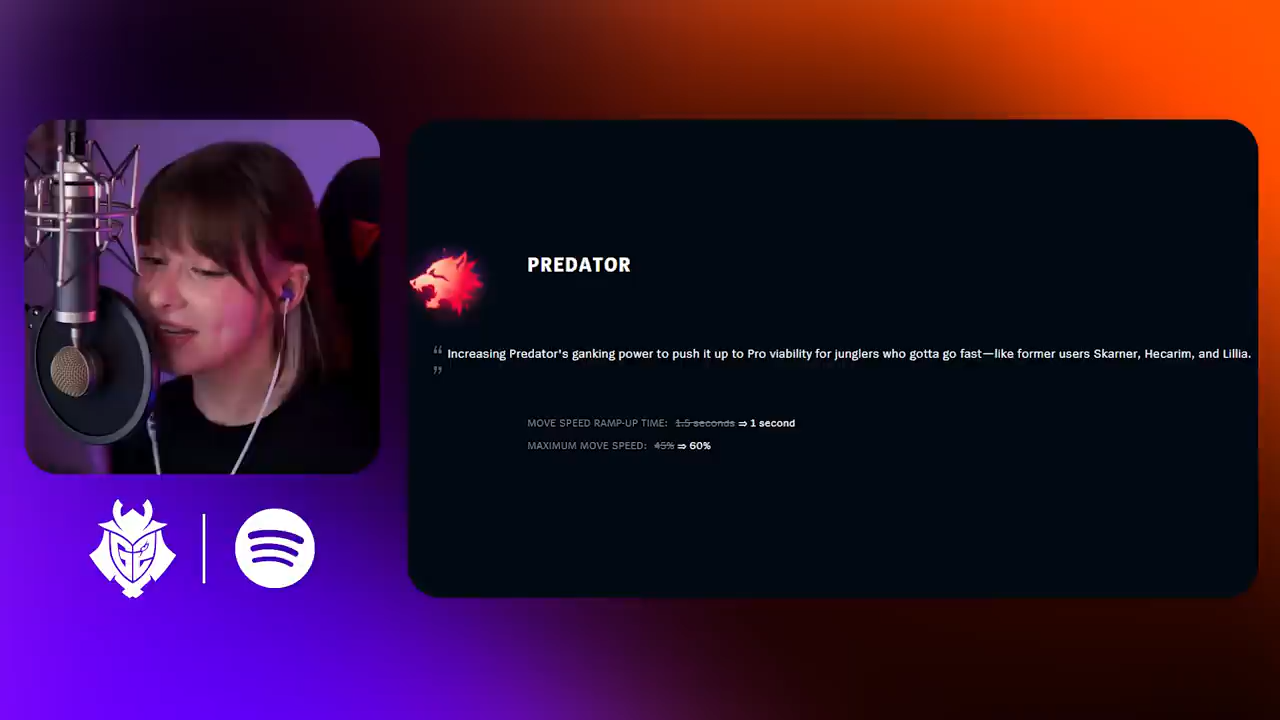 PREDATOR
“ Increasing Predator's ganking power to push it up to Pro viability for junglers who gotta go fast—like former users Skarner, Hecarim, and Lillia.
”
MOVE SPEED RAMP-UP TIME: 1.5 seconds ⇒ 1 second
MAXIMUM MOVE SPEED: 45% ⇒ 60%
G2